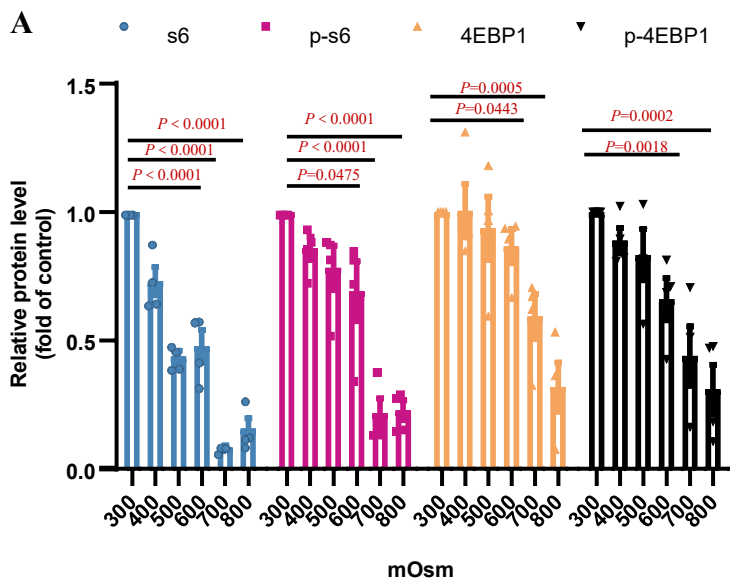 A
s6 p-s6 4EBP1 p-4EBP1
Relative protein level
(fold of control)
1.5
1.0
0.5
0.0
P < 0.0001
P < 0.0001
P < 0.0001
P < 0.0001
P < 0.0001
P=0.0475
P=0.0005
P=0.0443
P=0.0002
P=0.0018
300 400 500 600 700 800 300 400 500 600 700 800 300 400 500 600 700 800 300 400 500 600 700 800
mOsm